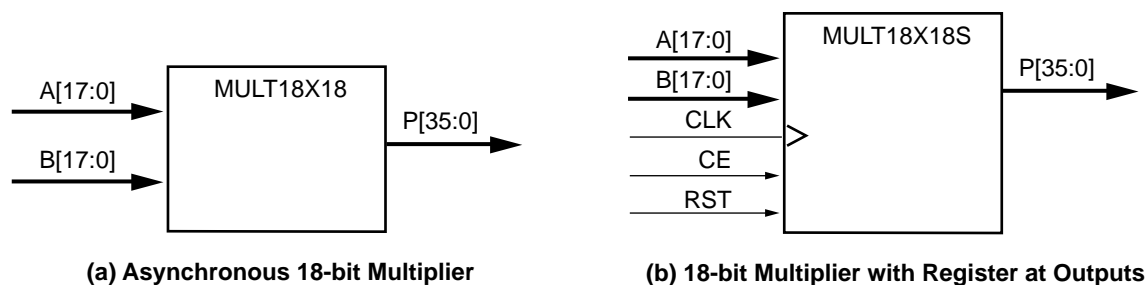 MULT18X18
A[17:0]
B[17:0]
P[35:0]
(a) Asynchronous 18-bit Multiplier
MULT18X18S
A[17:0]
B[17:0]
CLK
CE
RST
P[35:0]
(b) 18-bit Multiplier with Register at Outputs